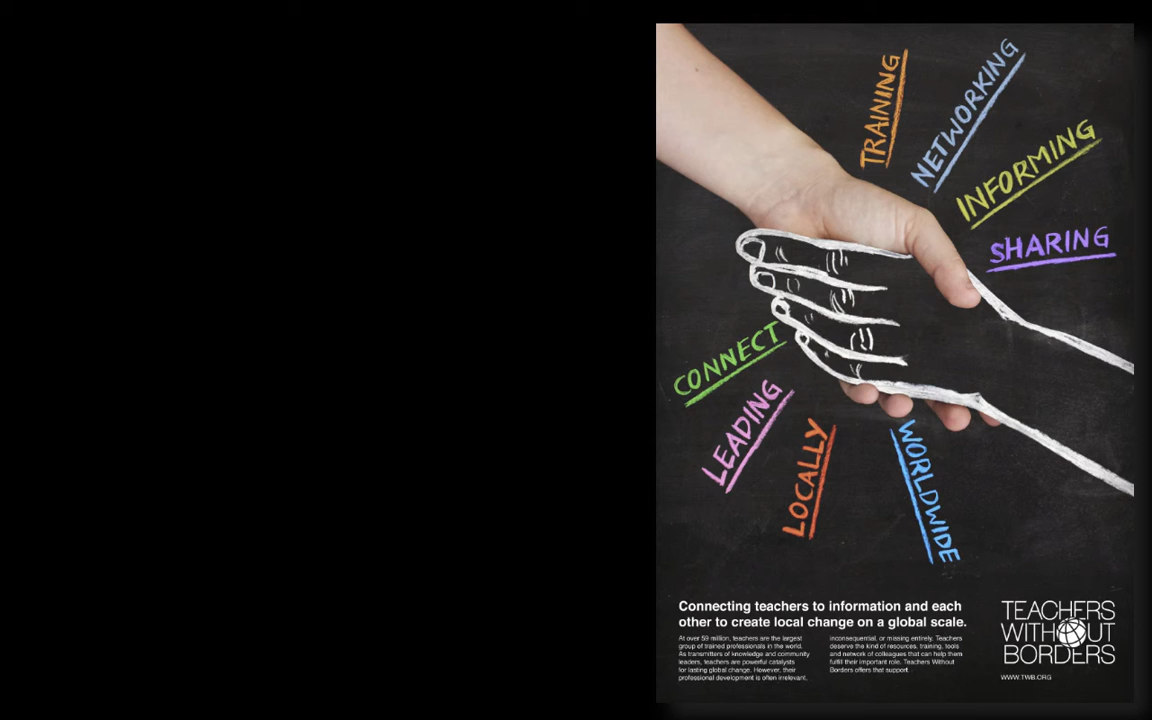 TRAINING
NETWORKING
INFORMING
SHARING
CONNECT
LEADING
LOCALLY
WORLDWIDE
Connecting teachers to information and each
other to create local change on a global scale.
At over 59 million, teachers are the largest
group of trained professionals in the world.
As transmitters of knowledge and community
leaders, teachers are powerful catalysts
for lasting global change. However, their
professional development is often irrelevant,
inconsequential, or missing entirely. Teachers
deserve the kind of resources, training, tools
and network of colleagues that can help them
fulfill their important role. Teachers Without
Borders offers that support.
TEACHERS
WITHOUT
BORDERS
WWW.TWB.ORG